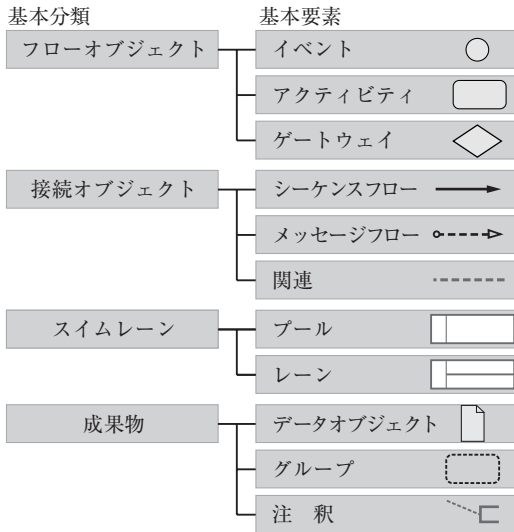 基本分類
基本要素
フローオブジェクト
イベント
アクティビティ
ゲートウェイ
接続オブジェクト
シーケンスフロー
メッセージフロー
関連
スイムレーン
プール
レーン
成果物
データオブジェクト
グループ
注 釈